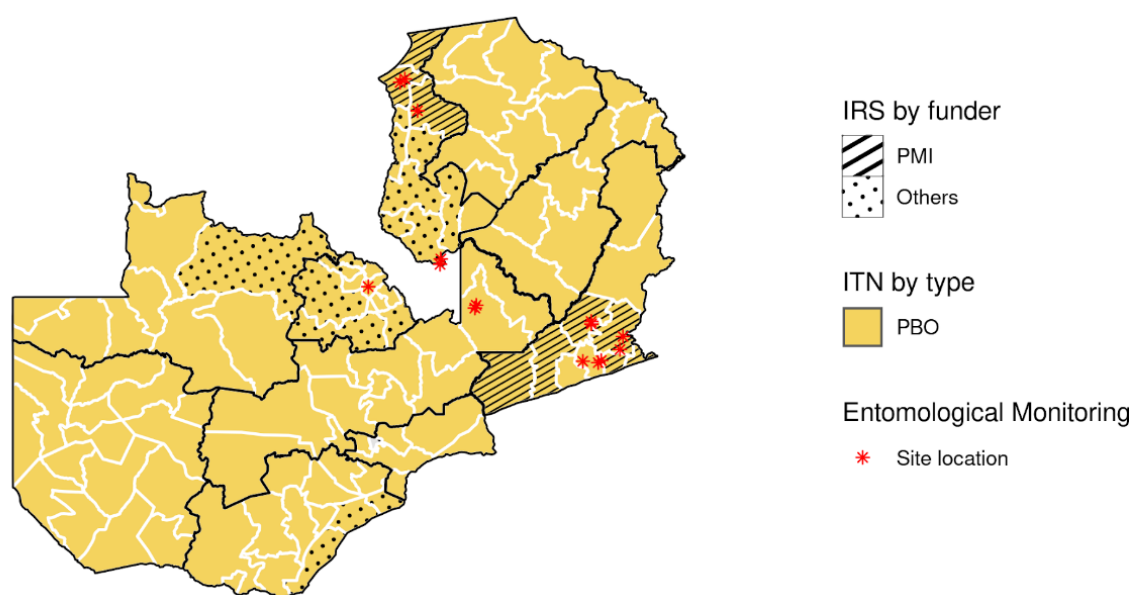 IRS by funder
PMI
Others
ITN by type
PBO
Entomological Monitoring
Site location